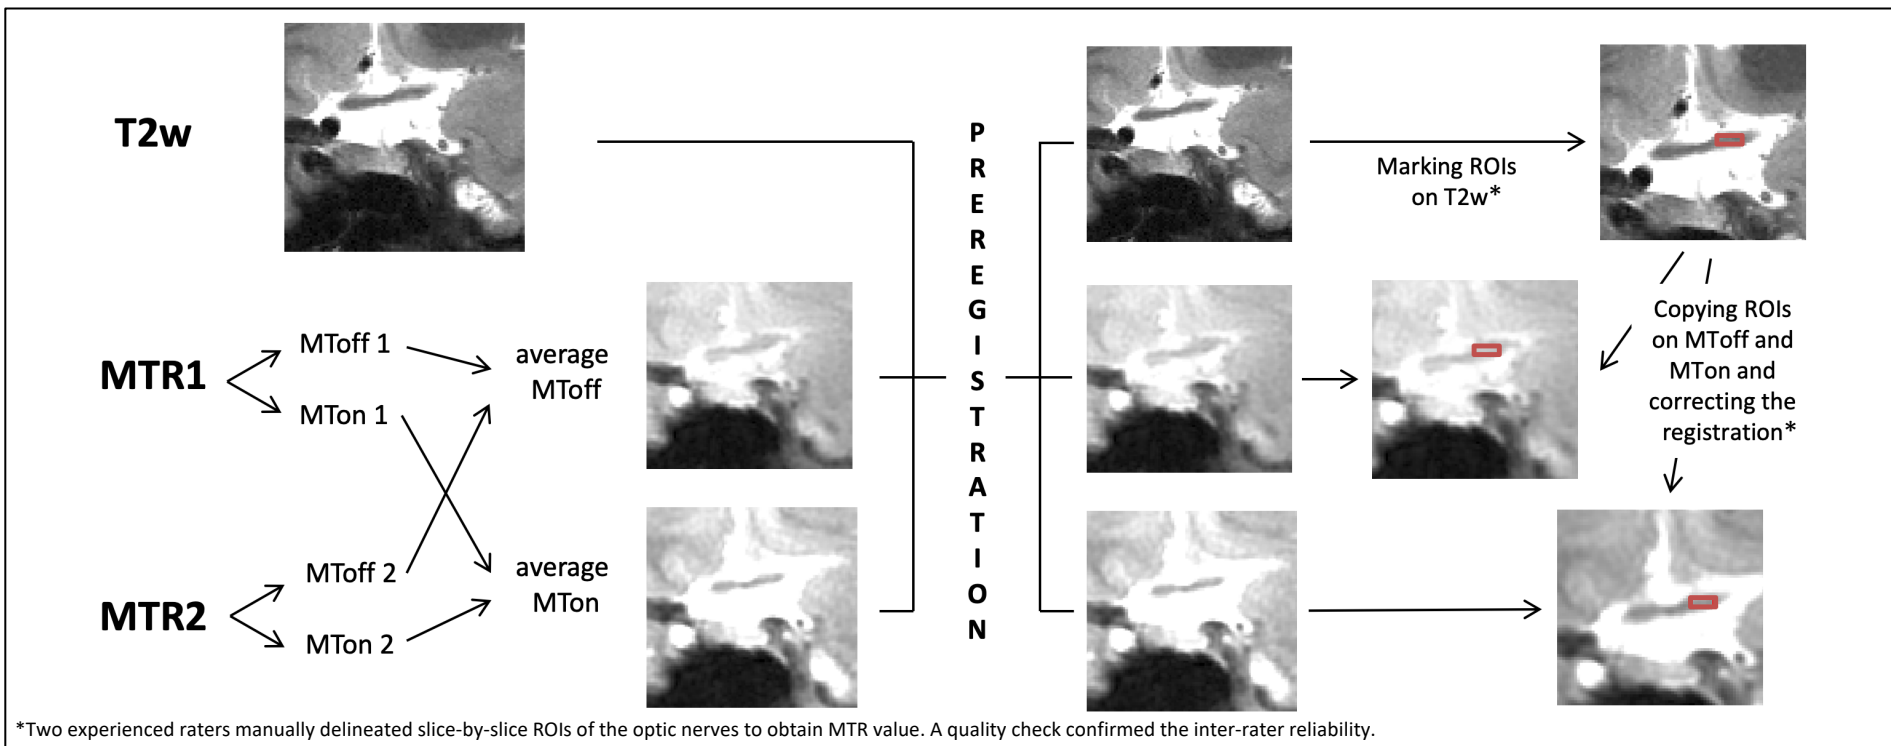 T2w
MTR1
MToff 1
MTon 1
average
MToff
MTR2
MToff 2
MTon 2
average
MTon
PREREGISTRATION
Marking ROIs
on T2w*
Copying ROIs
on MToff and
MTon and
correcting the
registration*
*Two experienced raters manually delineated slice-by-slice ROIs of the optic nerves to obtain MTR value. A quality check confirmed the inter-rater reliability.